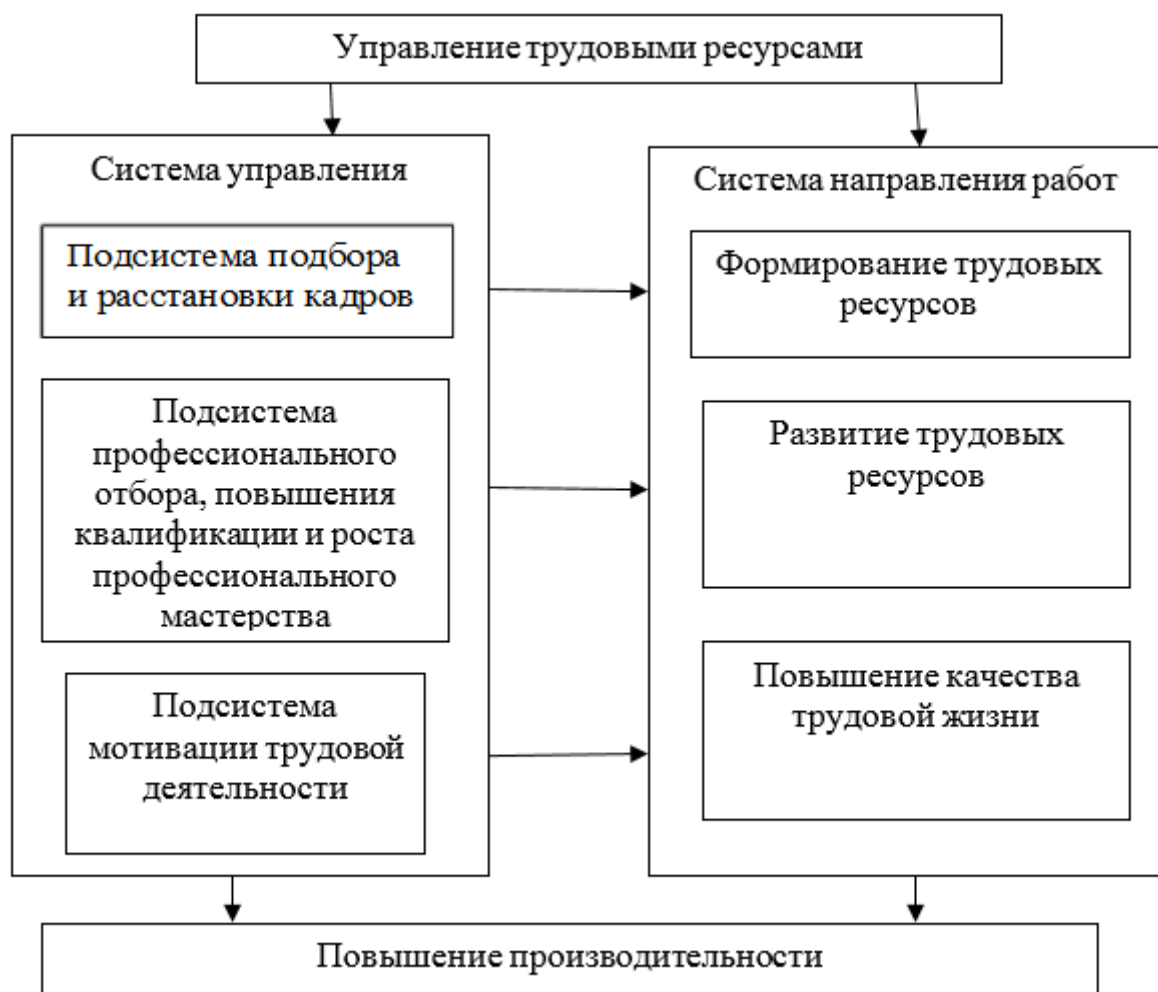 Управление трудовыми ресурсами
Система управления
Подсистема подбора
и расстановки кадров
Подсистема
профессионального
отбора, повышения
квалификации и роста
профессионального
мастерства
Подсистема
мотивации трудовой
деятельности
Система направления работ
Формирование трудовых
ресурсов
Развитие трудовых
ресурсов
Повышение качества
трудовой жизни
Повышение производительности